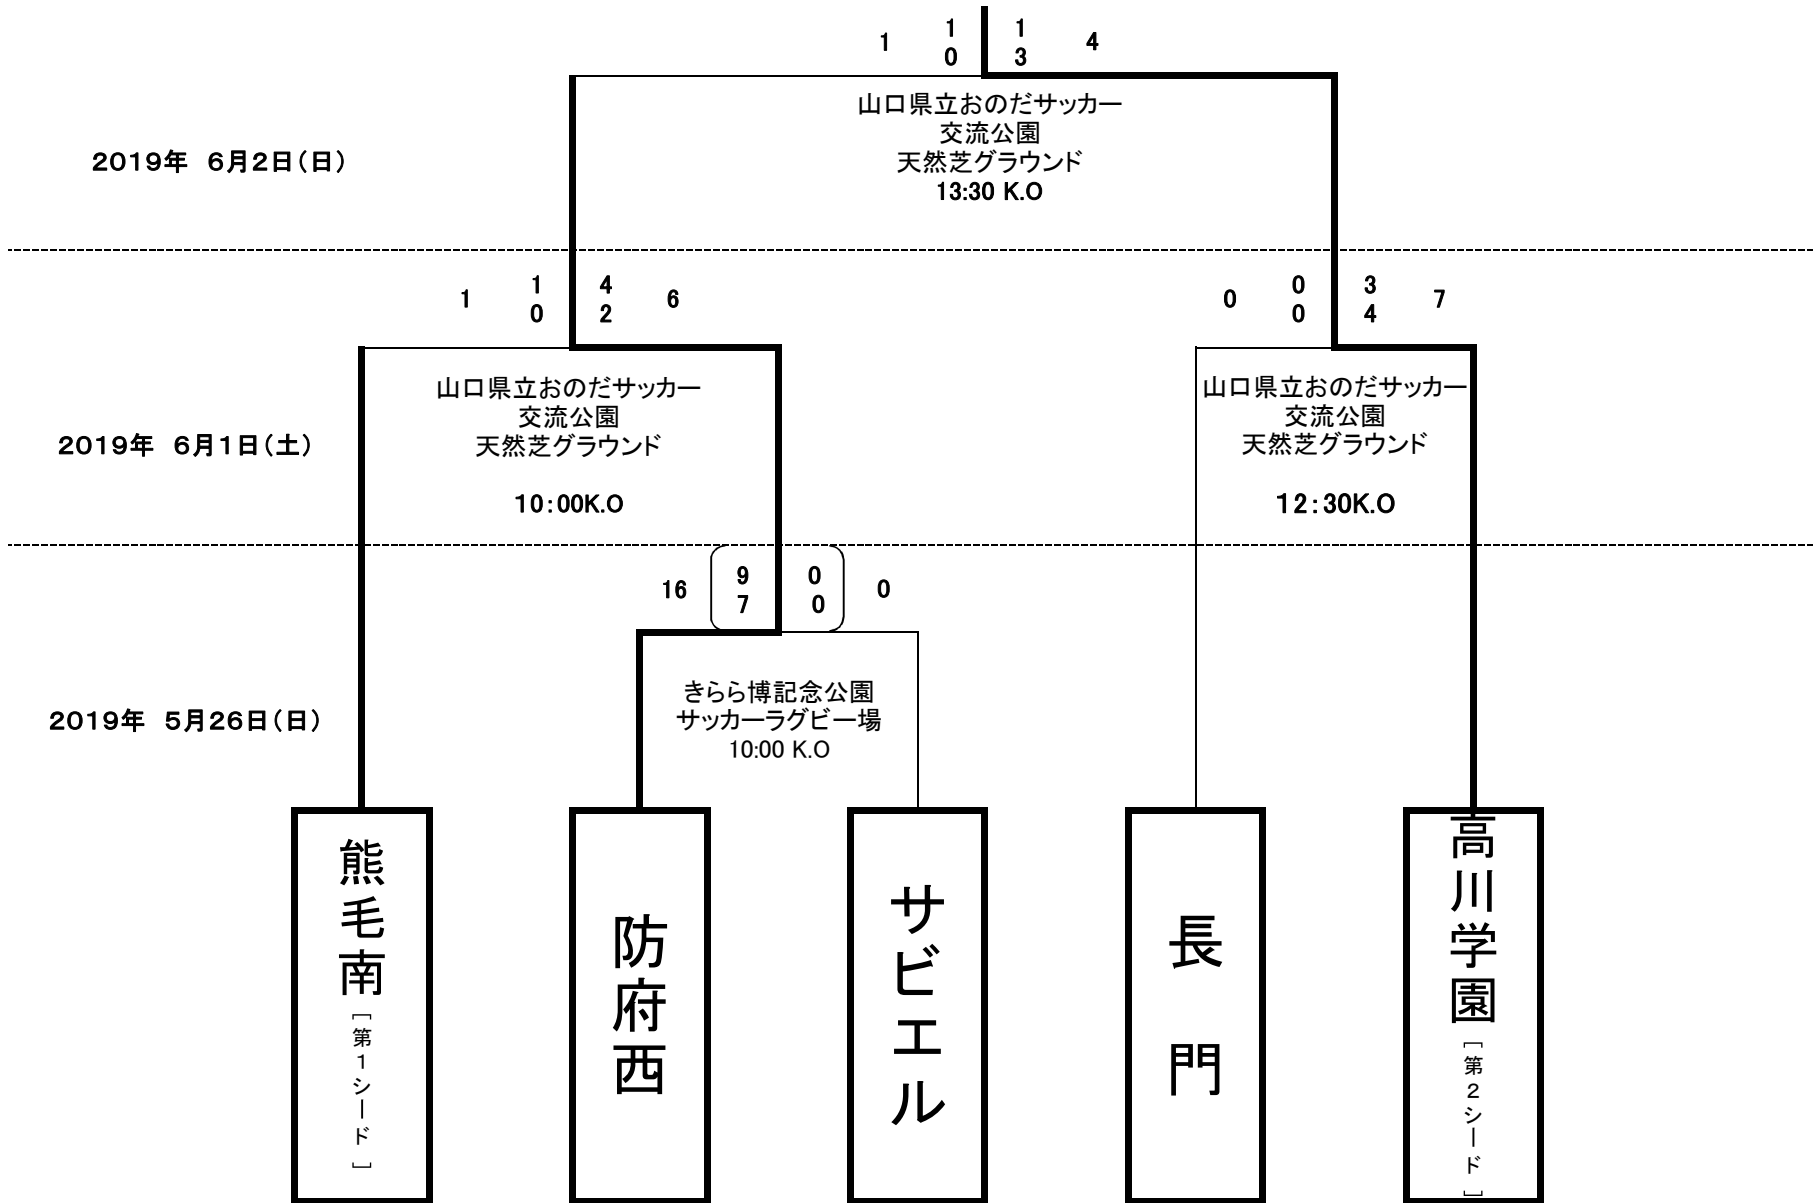 1 1 1 4
0 3
山口県立おのだサッカー
交流公園
天然芝グラウンド
13:30 K.O
2019年 6月2日(日)
1 1 4 6
0 2
0 0 3 7
0 4
山口県立おのだサッカー
交流公園
天然芝グラウンド
10:00K.O
山口県立おのだサッカー
交流公園
天然芝グラウンド
12:30K.O
2019年 6月1日(土)
16 9 0 0
7 0
きらら博記念公園
サッカーラグビー場
10:00 K.O
2019年 5月26日(日)
熊毛南[第1シード]
防府西
サビエル
長門
高川学園[第2シード]